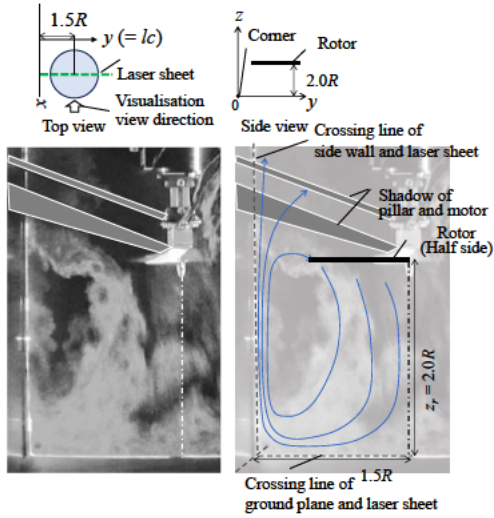 1.5R
y (= lc)
Laser sheet
Visualisation
view direction
x
Top view
z
Corner
Rotor
2.0R
0
y
Side view
Crossing line of
side wall and laser sheet
Shadow of
pillar and motor
Rotor
(Half side)
z_r = 2.0R
1.5R
Crossing line of
ground plane and laser sheet